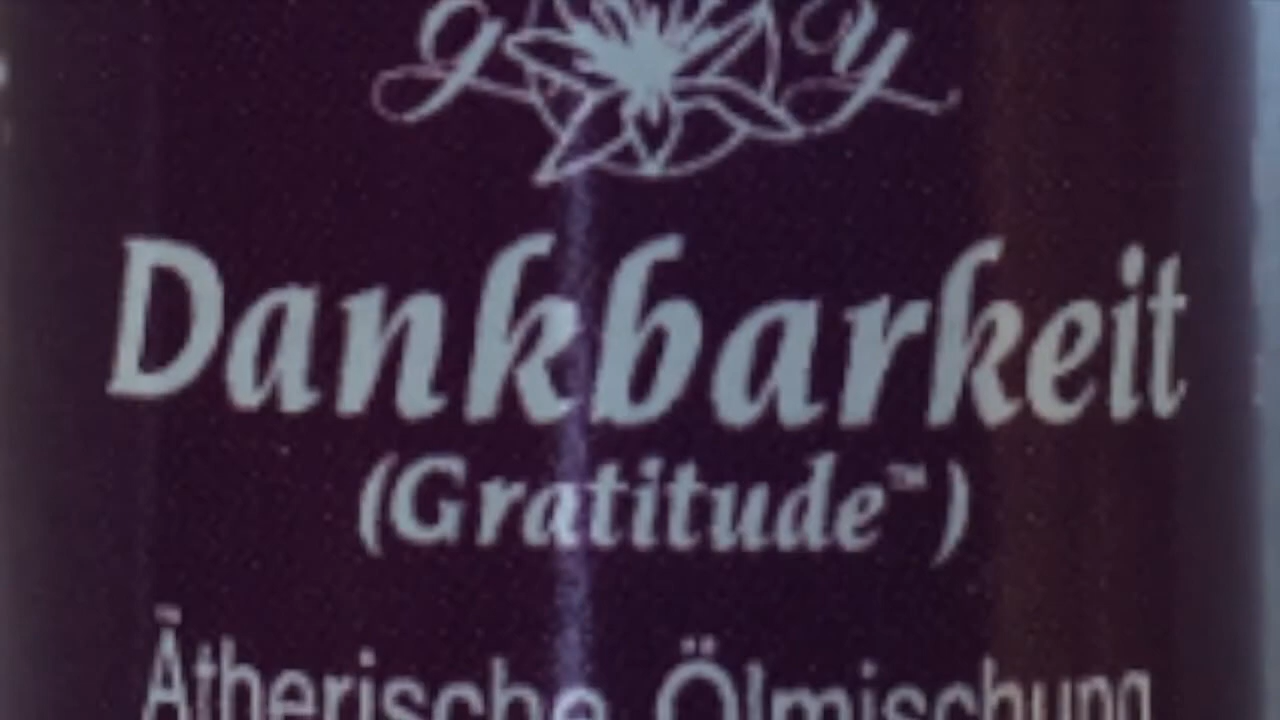 g y
Dankbarkeit
(Gratitude™)
Ätherische Ölmischung